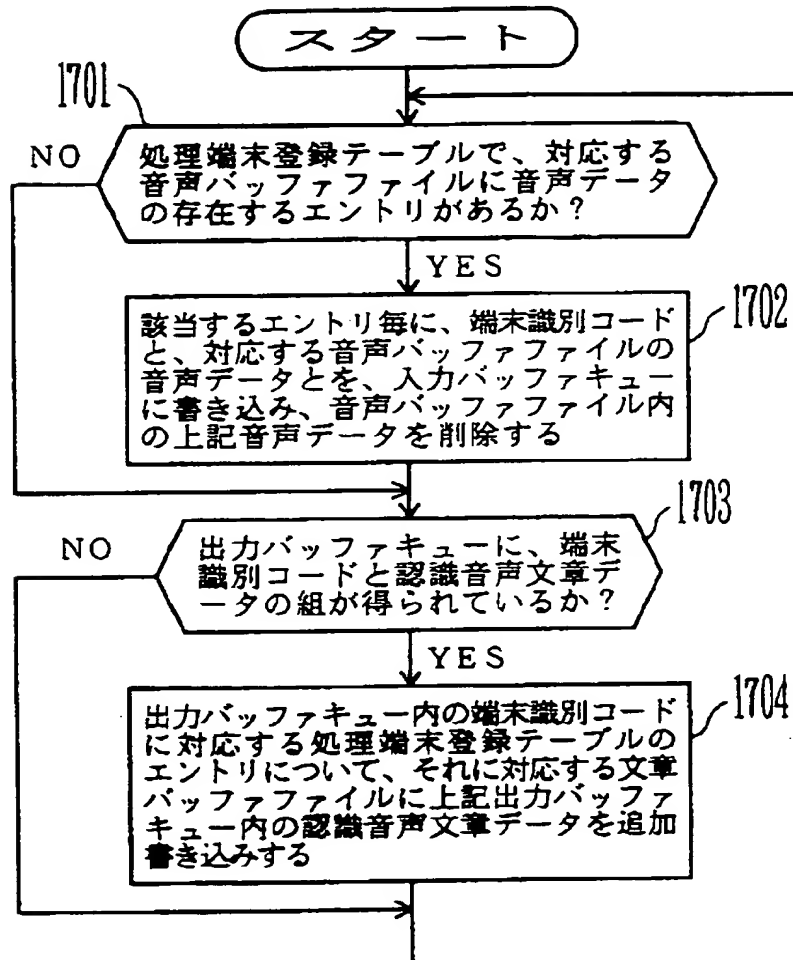 スタート
1701
NO
処理端末登録テーブルで、対応する
音声バッファファイルに音声データ
の存在するエントリがあるか？
YES
1702
該当するエントリ毎に、端末識別コード
と、対応する音声バッファファイルの
音声データとを、入力バッファキュー
に書き込み、音声バッファファイル内
の上記音声データを削除する
1703
NO
出力バッファキューに、端末
識別コードと認識音声文章デ
ータの組が得られているか？
YES
1704
出力バッファキュー内の端末識別コード
に対応する処理端末登録テーブルの
エントリについて、それに対応する文章
バッファファイルに上記出力バッファ
キュー内の認識音声文章データを追加
書き込みする